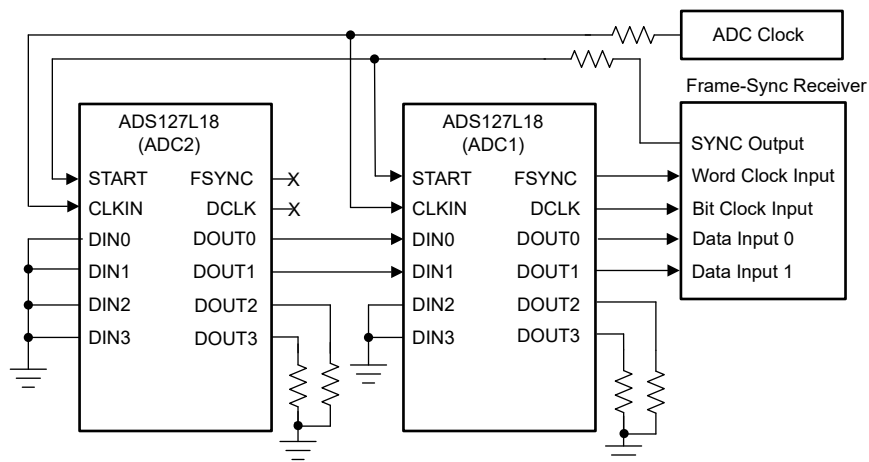 ADC Clock
Frame-Sync Receiver
ADS127L18
(ADC2)
START
CLKIN
DIN0
DIN1
DIN2
DIN3
FSYNC
DCLK
DOUT0
DOUT1
DOUT2
DOUT3
ADS127L18
(ADC1)
START
CLKIN
DIN0
DIN1
DIN2
DIN3
FSYNC
DCLK
DOUT0
DOUT1
DOUT2
DOUT3
SYNC Output
Word Clock Input
Bit Clock Input
Data Input 0
Data Input 1